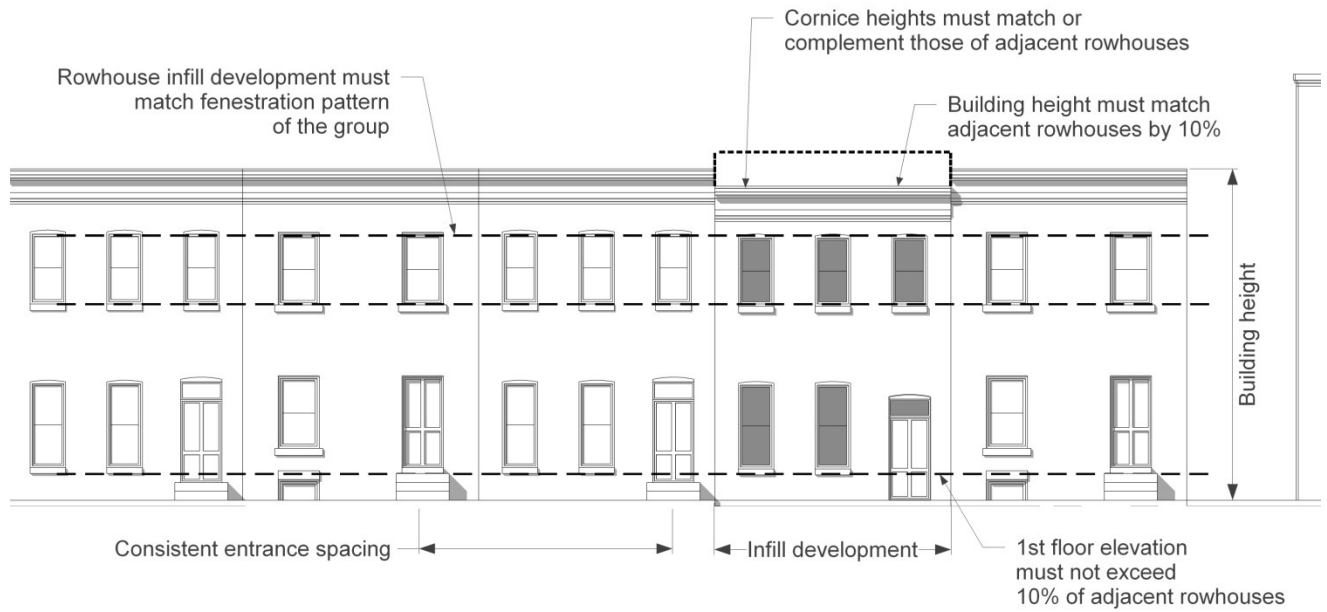 Cornice heights must match or
complement those of adjacent rowhouses
Rowhouse infill development must
match fenestration pattern
of the group
Building height must match
adjacent rowhouses by 10%
Building height
Consistent entrance spacing
Infill development
1st floor elevation
must not exceed
10% of adjacent rowhouses